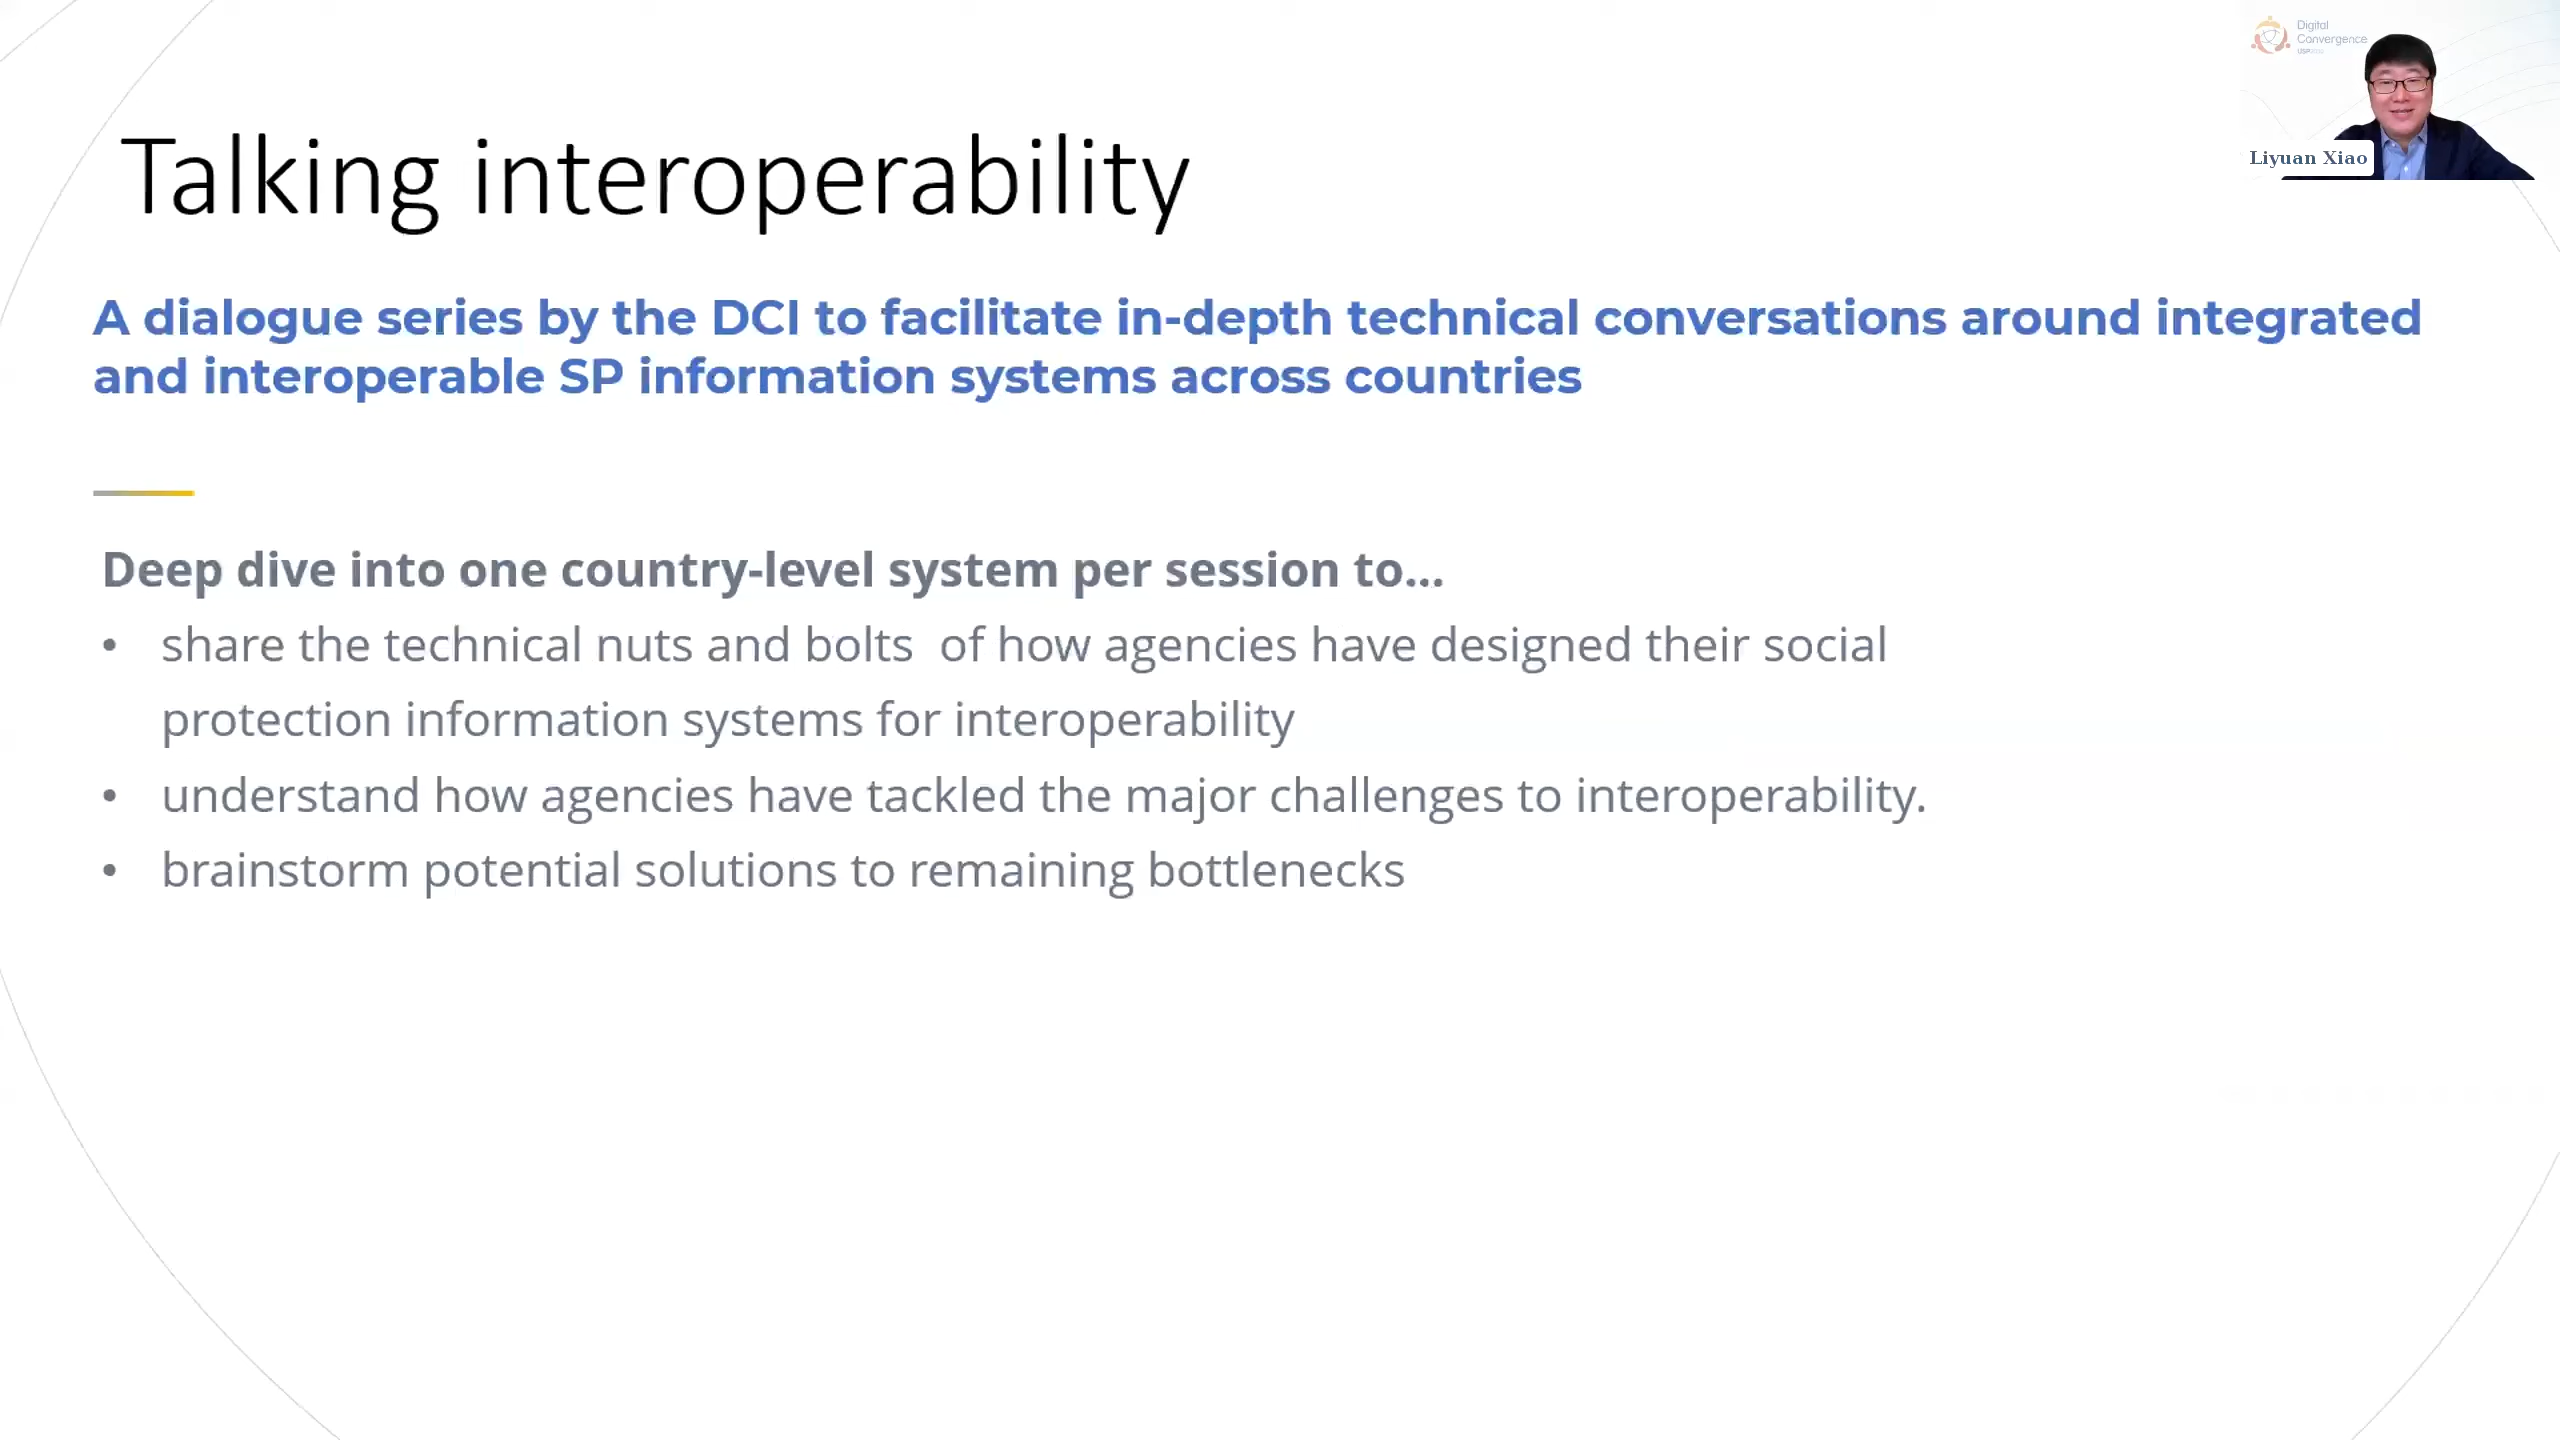 Digital
Convergence
Liyuan Xiao
Talking interoperability
A dialogue series by the DCI to facilitate in-depth technical conversations around integrated
and interoperable SP information systems across countries
Deep dive into one country-level system per session to...
• share the technical nuts and bolts  of how agencies have designed their social
protection information systems for interoperability
• understand how agencies have tackled the major challenges to interoperability.
• brainstorm potential solutions to remaining bottlenecks